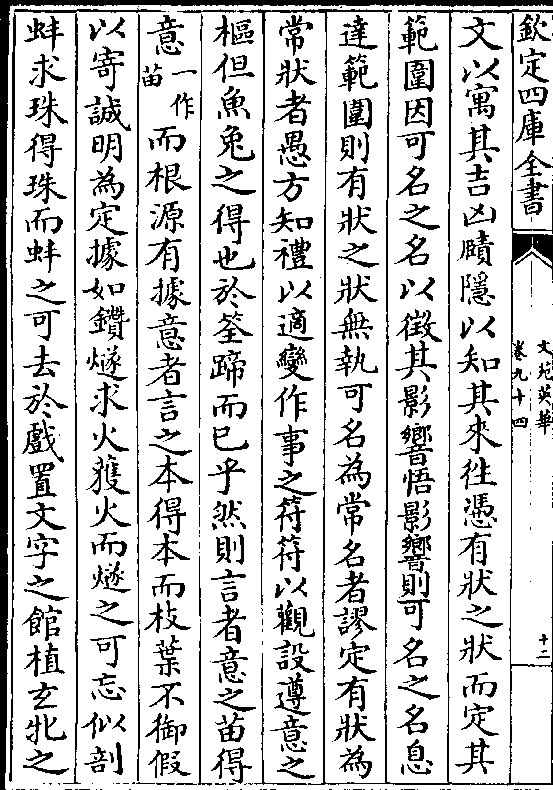 欽定四庫全書
文苑英華
卷九十四
十二
文以寓其吉凶賾隱以知其來徃憑有狀之狀而定其
範圍因可名之名以徵其影響悟影響則可名之名息
達範圍則有狀之狀無執可名為常名者謬定有狀為
常狀者愚方知禮以適變作事之符符以觀設遵意之
樞但魚兔之得也於筌蹄而已乎然則言者意之苗得
意一作苗而根源有據意者言之本得本而枝葉不御假
以寄誠明為定據如鑽燧求火獲火而燧之可忘似剖
蚌求珠得珠而蚌之可去於戲置文字之館植玄牝之